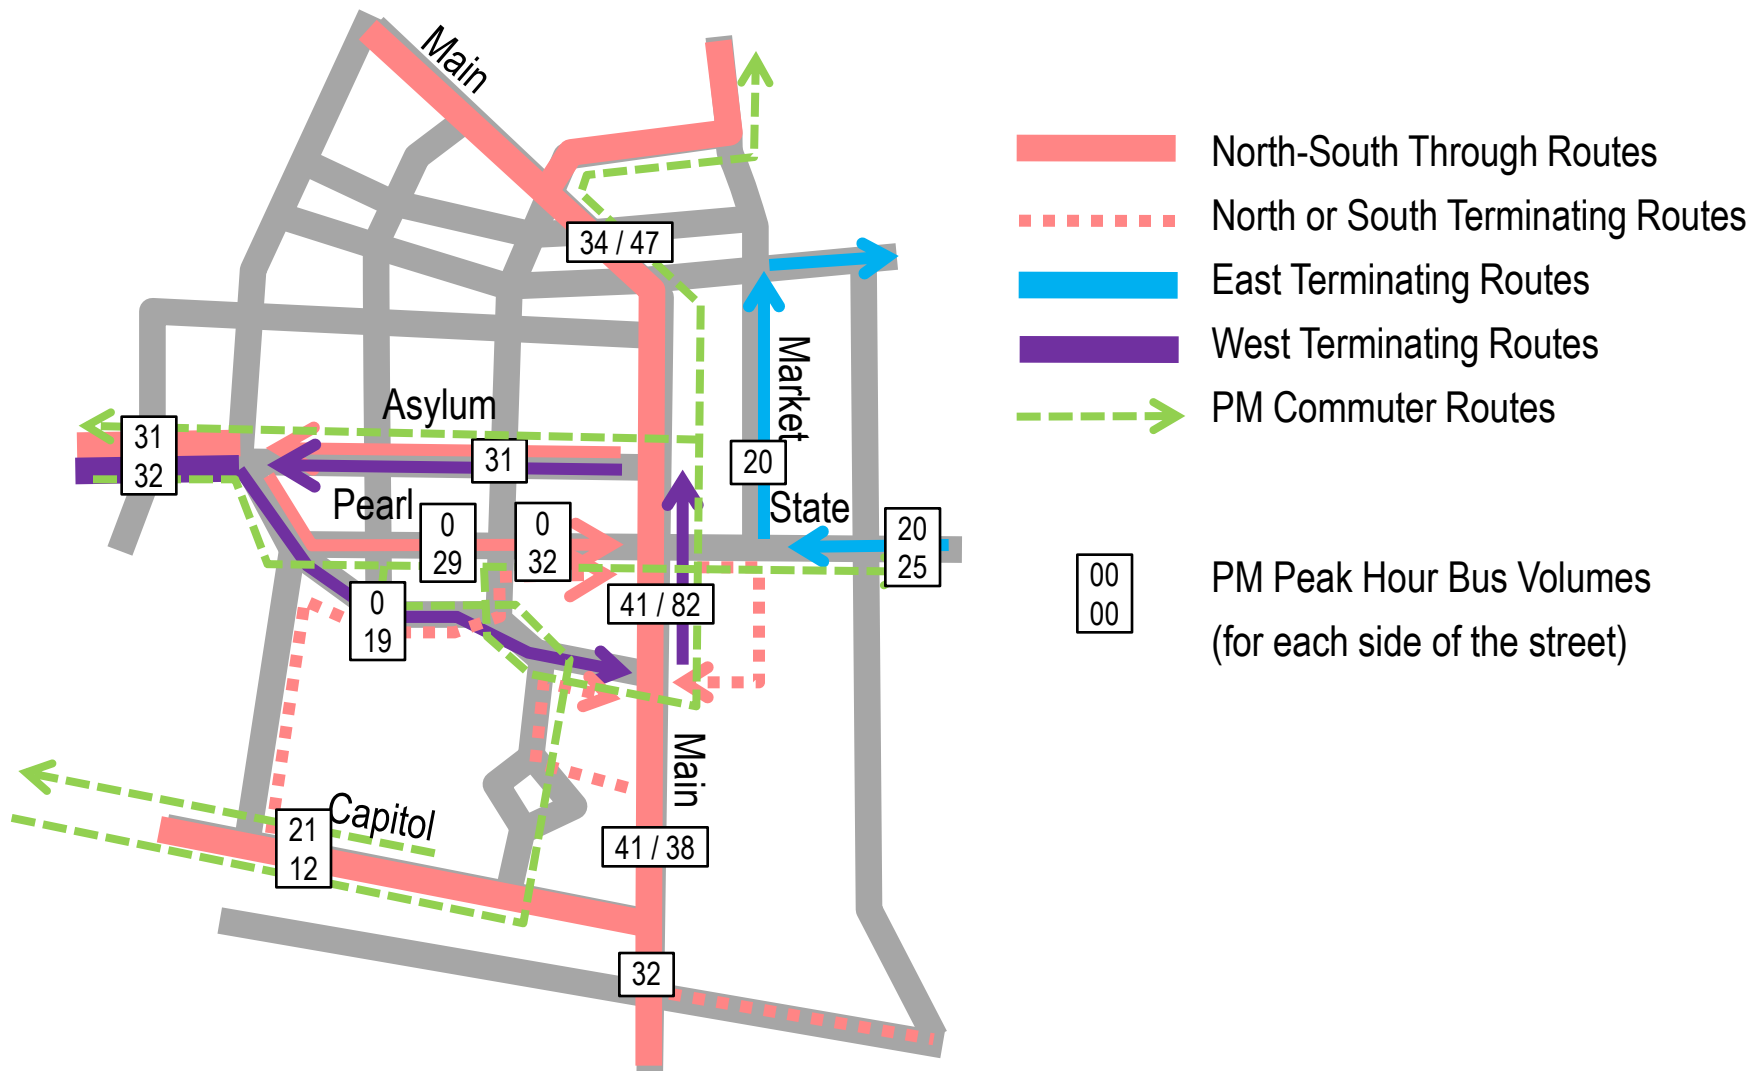 Main
34 / 47
Market
Asylum
31
32
31
20
Pearl
State
0
29
0
32
20
25
0
19
41 / 82
Main
Capitol
21
12
41 / 38
32
North-South Through Routes
North or South Terminating Routes
East Terminating Routes
West Terminating Routes
PM Commuter Routes
00
00
PM Peak Hour Bus Volumes
(for each side of the street)